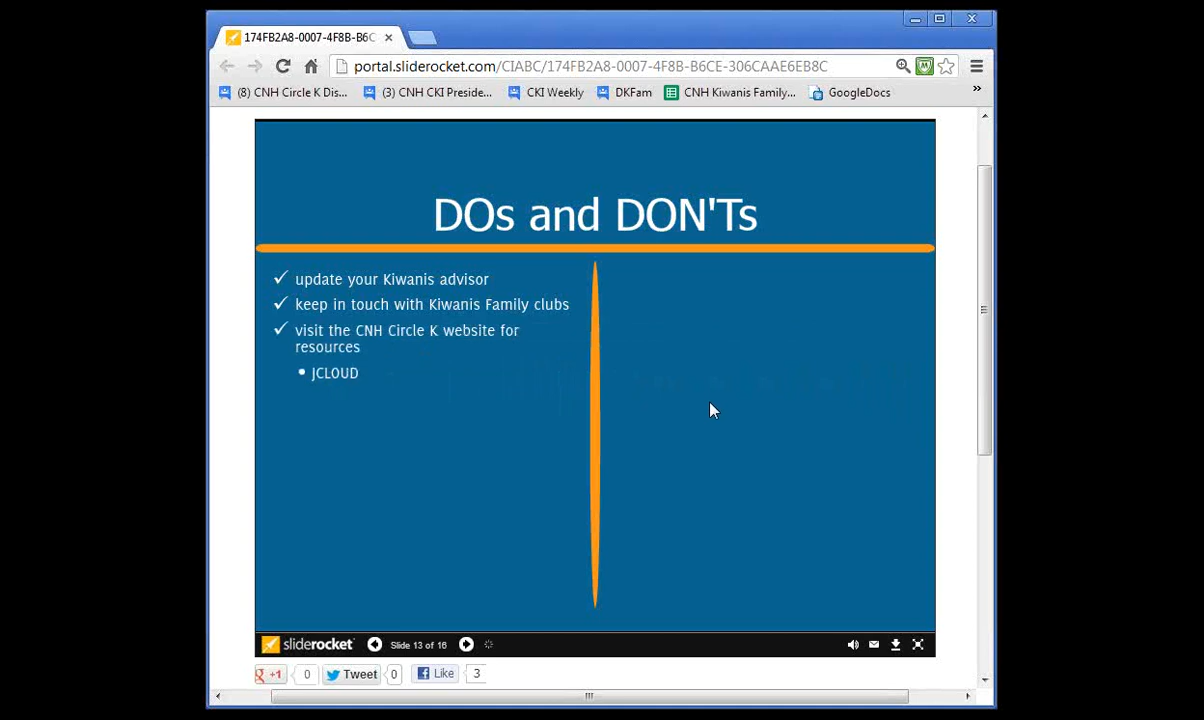 174FB2A8-0007-4F8B-B6C
portal.sliderocket.com/CIABC/174FB2A8-0007-4F8B-B6CE-306CAAE6EB8C
(8) CNH Circle K Dis... (3) CNH CKI Preside... CKI Weekly DKFam CNH Kiwanis Family... GoogleDocs »
DOs and DON'Ts
✓ update your Kiwanis advisor
✓ keep in touch with Kiwanis Family clubs
✓ visit the CNH Circle K website for
resources
• JCLOUD
sliderocket Slide 13 of 16
g +1 0 Tweet 0 Like 3